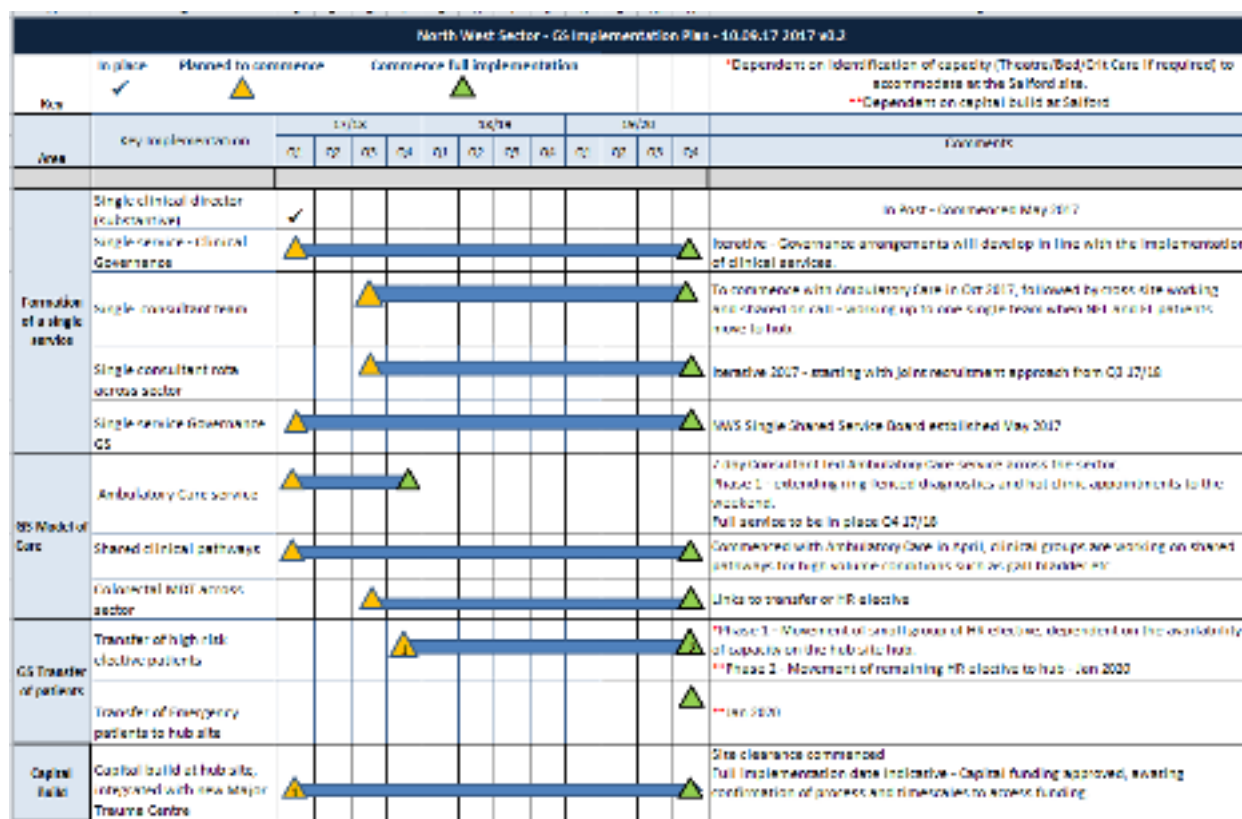 North West Sector - GS Implementation Plan - 10.09.17 2017 v0.2
In place
Planned to commence
Commence full implementation
Key
*Dependent on identification of capacity (Theatre/Bed/Crit Care if required) to
accommodate at the Salford site.
**Dependent on capital build at Salford
Area
Key Implementation
17/18
18/19
19/20
Comments
Q1 Q2 Q3 Q4 Q1 Q2 Q3 Q4 Q1 Q2 Q3 Q4
Formation
of a single
service
Single clinical director
(substantive)
In Post - Commenced May 2017
Single service - Clinical
Governance
Iterative - Governance arrangements will develop in line with the implementation
of clinical services.
Single consultant team
To commence with Ambulatory Care in Oct 2017, followed by cross site working
and shared on call - working up to one single team when NEL and EL patients
move to hub
Single consultant rota
across sector
Iterative 2017 - starting with joint recruitment approach from Q3 17/18
Single service Governance
GS
NWS Single Shared Service Board established May 2017
GS Model of
Care
Ambulatory Care service
7 day Consultant led Ambulatory Care service across the sector
Phase 1 - extending ring fenced diagnostics and hot clinic appointments to the
weekend.
Full service to be in place Q4 17/18
Shared clinical pathways
Commenced with Ambulatory Care in April, clinical groups are working on shared
pathways for high volume conditions such as gall bladder etc
Colorectal MDT across
sector
Links to transfer or HR elective
GS Transfer
of patients
Transfer of high risk
elective patients
*Phase 1 - Movement of small group of HR elective, dependent on the availability
of capacity on the hub site hub.
**Phase 2 - Movement of remaining HR elective to hub - Jan 2020
Transfer of Emergency
patients to hub site
**Jan 2020
Capital
Build
Capital build at hub site,
integrated with new Major
Trauma Centre
Site clearance commenced
Full implementation date indicative - Capital funding approved, awaiting
confirmation of process and timescales to access funding